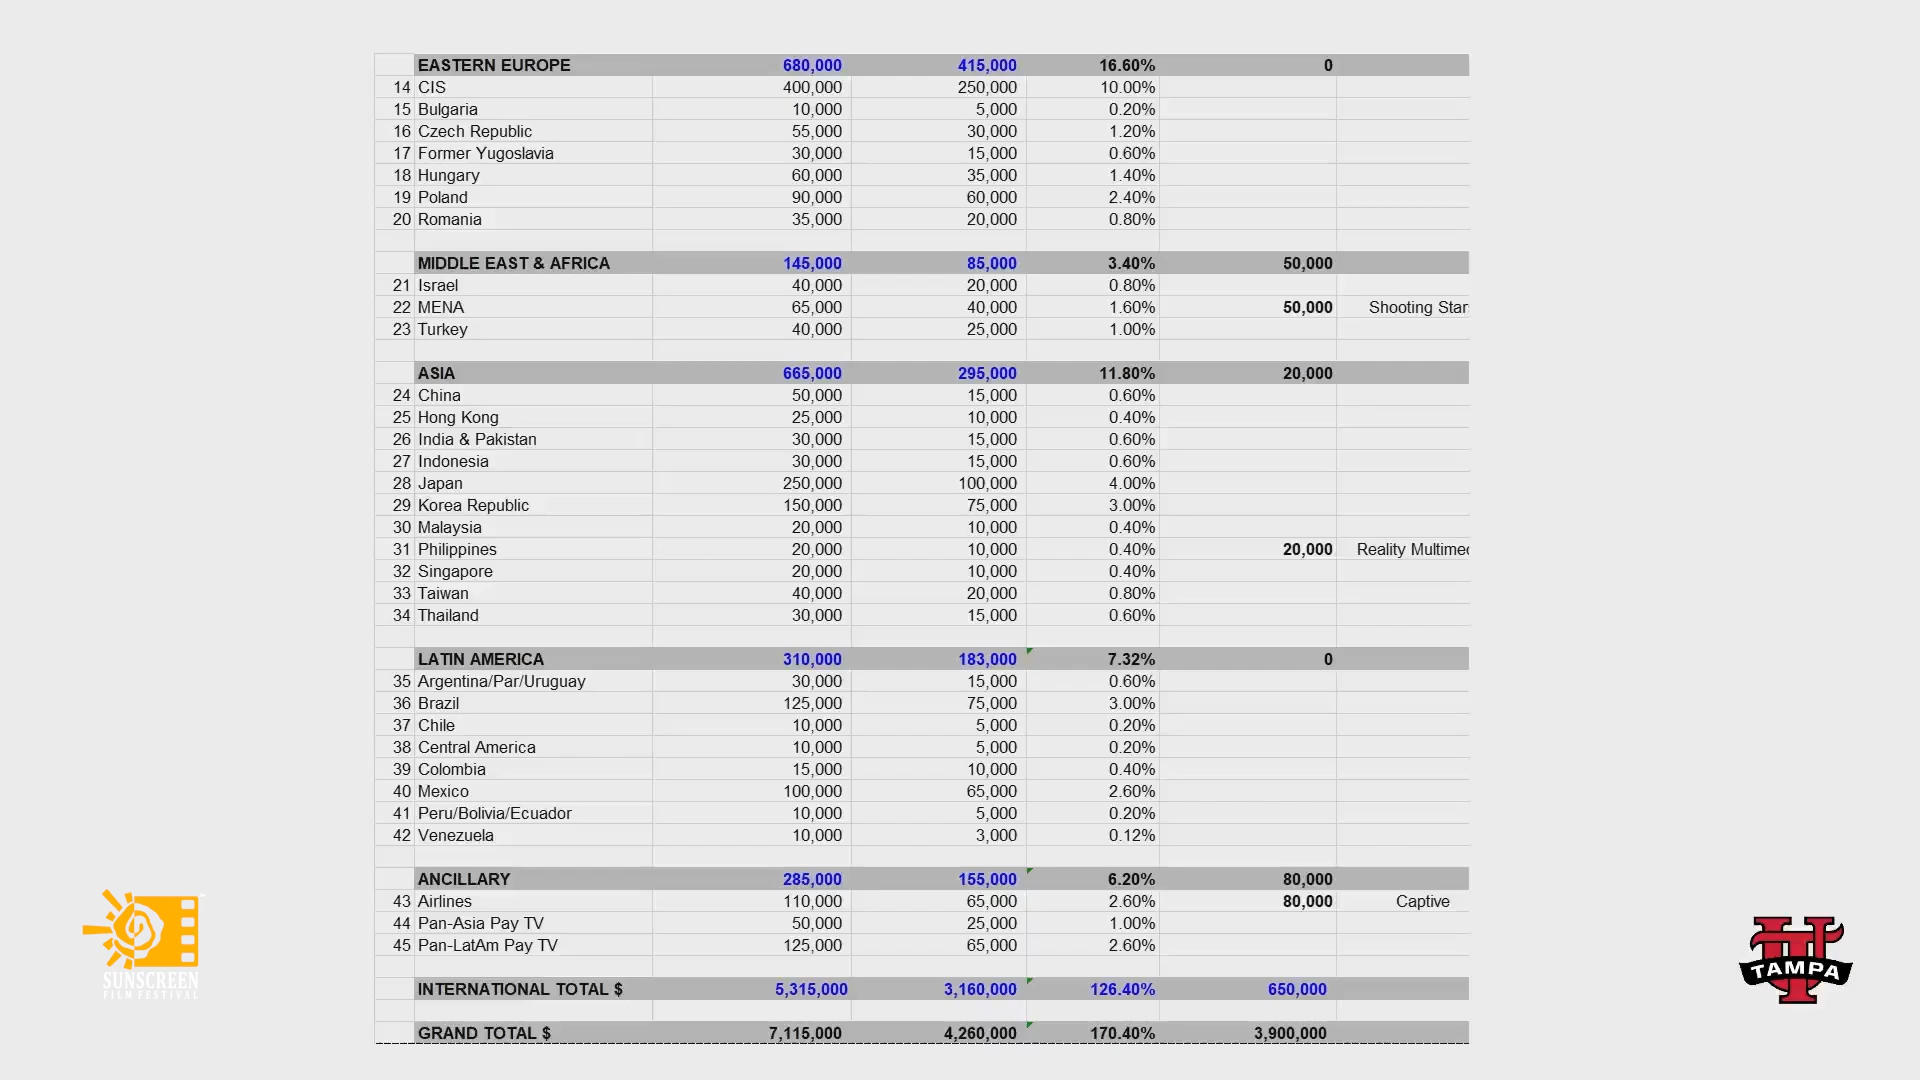 EASTERN EUROPE 680,000 415,000 16.60% 0
14 CIS 400,000 250,000 10.00%
15 Bulgaria 10,000 5,000 0.20%
16 Czech Republic 55,000 30,000 1.20%
17 Former Yugoslavia 30,000 15,000 0.60%
18 Hungary 60,000 35,000 1.40%
19 Poland 90,000 60,000 2.40%
20 Romania 35,000 20,000 0.80%
MIDDLE EAST & AFRICA 145,000 85,000 3.40% 50,000
21 Israel 40,000 20,000 0.80%
22 MENA 65,000 40,000 1.60% 50,000 Shooting Star
23 Turkey 40,000 25,000 1.00%
ASIA 665,000 295,000 11.80% 20,000
24 China 50,000 15,000 0.60%
25 Hong Kong 25,000 10,000 0.40%
26 India & Pakistan 30,000 15,000 0.60%
27 Indonesia 30,000 15,000 0.60%
28 Japan 250,000 100,000 4.00%
29 Korea Republic 150,000 75,000 3.00%
30 Malaysia 20,000 10,000 0.40%
31 Philippines 20,000 10,000 0.40% 20,000 Reality
32 Singapore 20,000 10,000 0.40%
33 Taiwan 40,000 20,000 0.80%
34 Thailand 30,000 15,000 0.60%
LATIN AMERICA 310,000 183,000 7.32% 0
35 Argentina/Par/Uruguay 30,000 15,000 0.60%
36 Brazil 125,000 75,000 3.00%
37 Chile 10,000 5,000 0.20%
38 Central America 10,000 5,000 0.20%
39 Colombia 15,000 10,000 0.40%
40 Mexico 100,000 65,000 2.60%
41 Peru/Bolivia/Ecuador 10,000 5,000 0.20%
42 Venezuela 10,000 3,000 0.12%
ANCILLARY 285,000 155,000 6.20% 80,000
43 Airlines 110,000 65,000 2.60% 80,000 Captive
44 Pan-Asia Pay TV 50,000 25,000 1.00%
45 Pan-LatAm Pay TV 125,000 65,000 2.60%
INTERNATIONAL TOTAL $ 5,315,000 3,160,000 126.40% 650,000
GRAND TOTAL $ 7,115,000 4,260,000 170.40% 3,900,000
SUNSCREEN
FILM FESTIVAL
UT
TAMPA